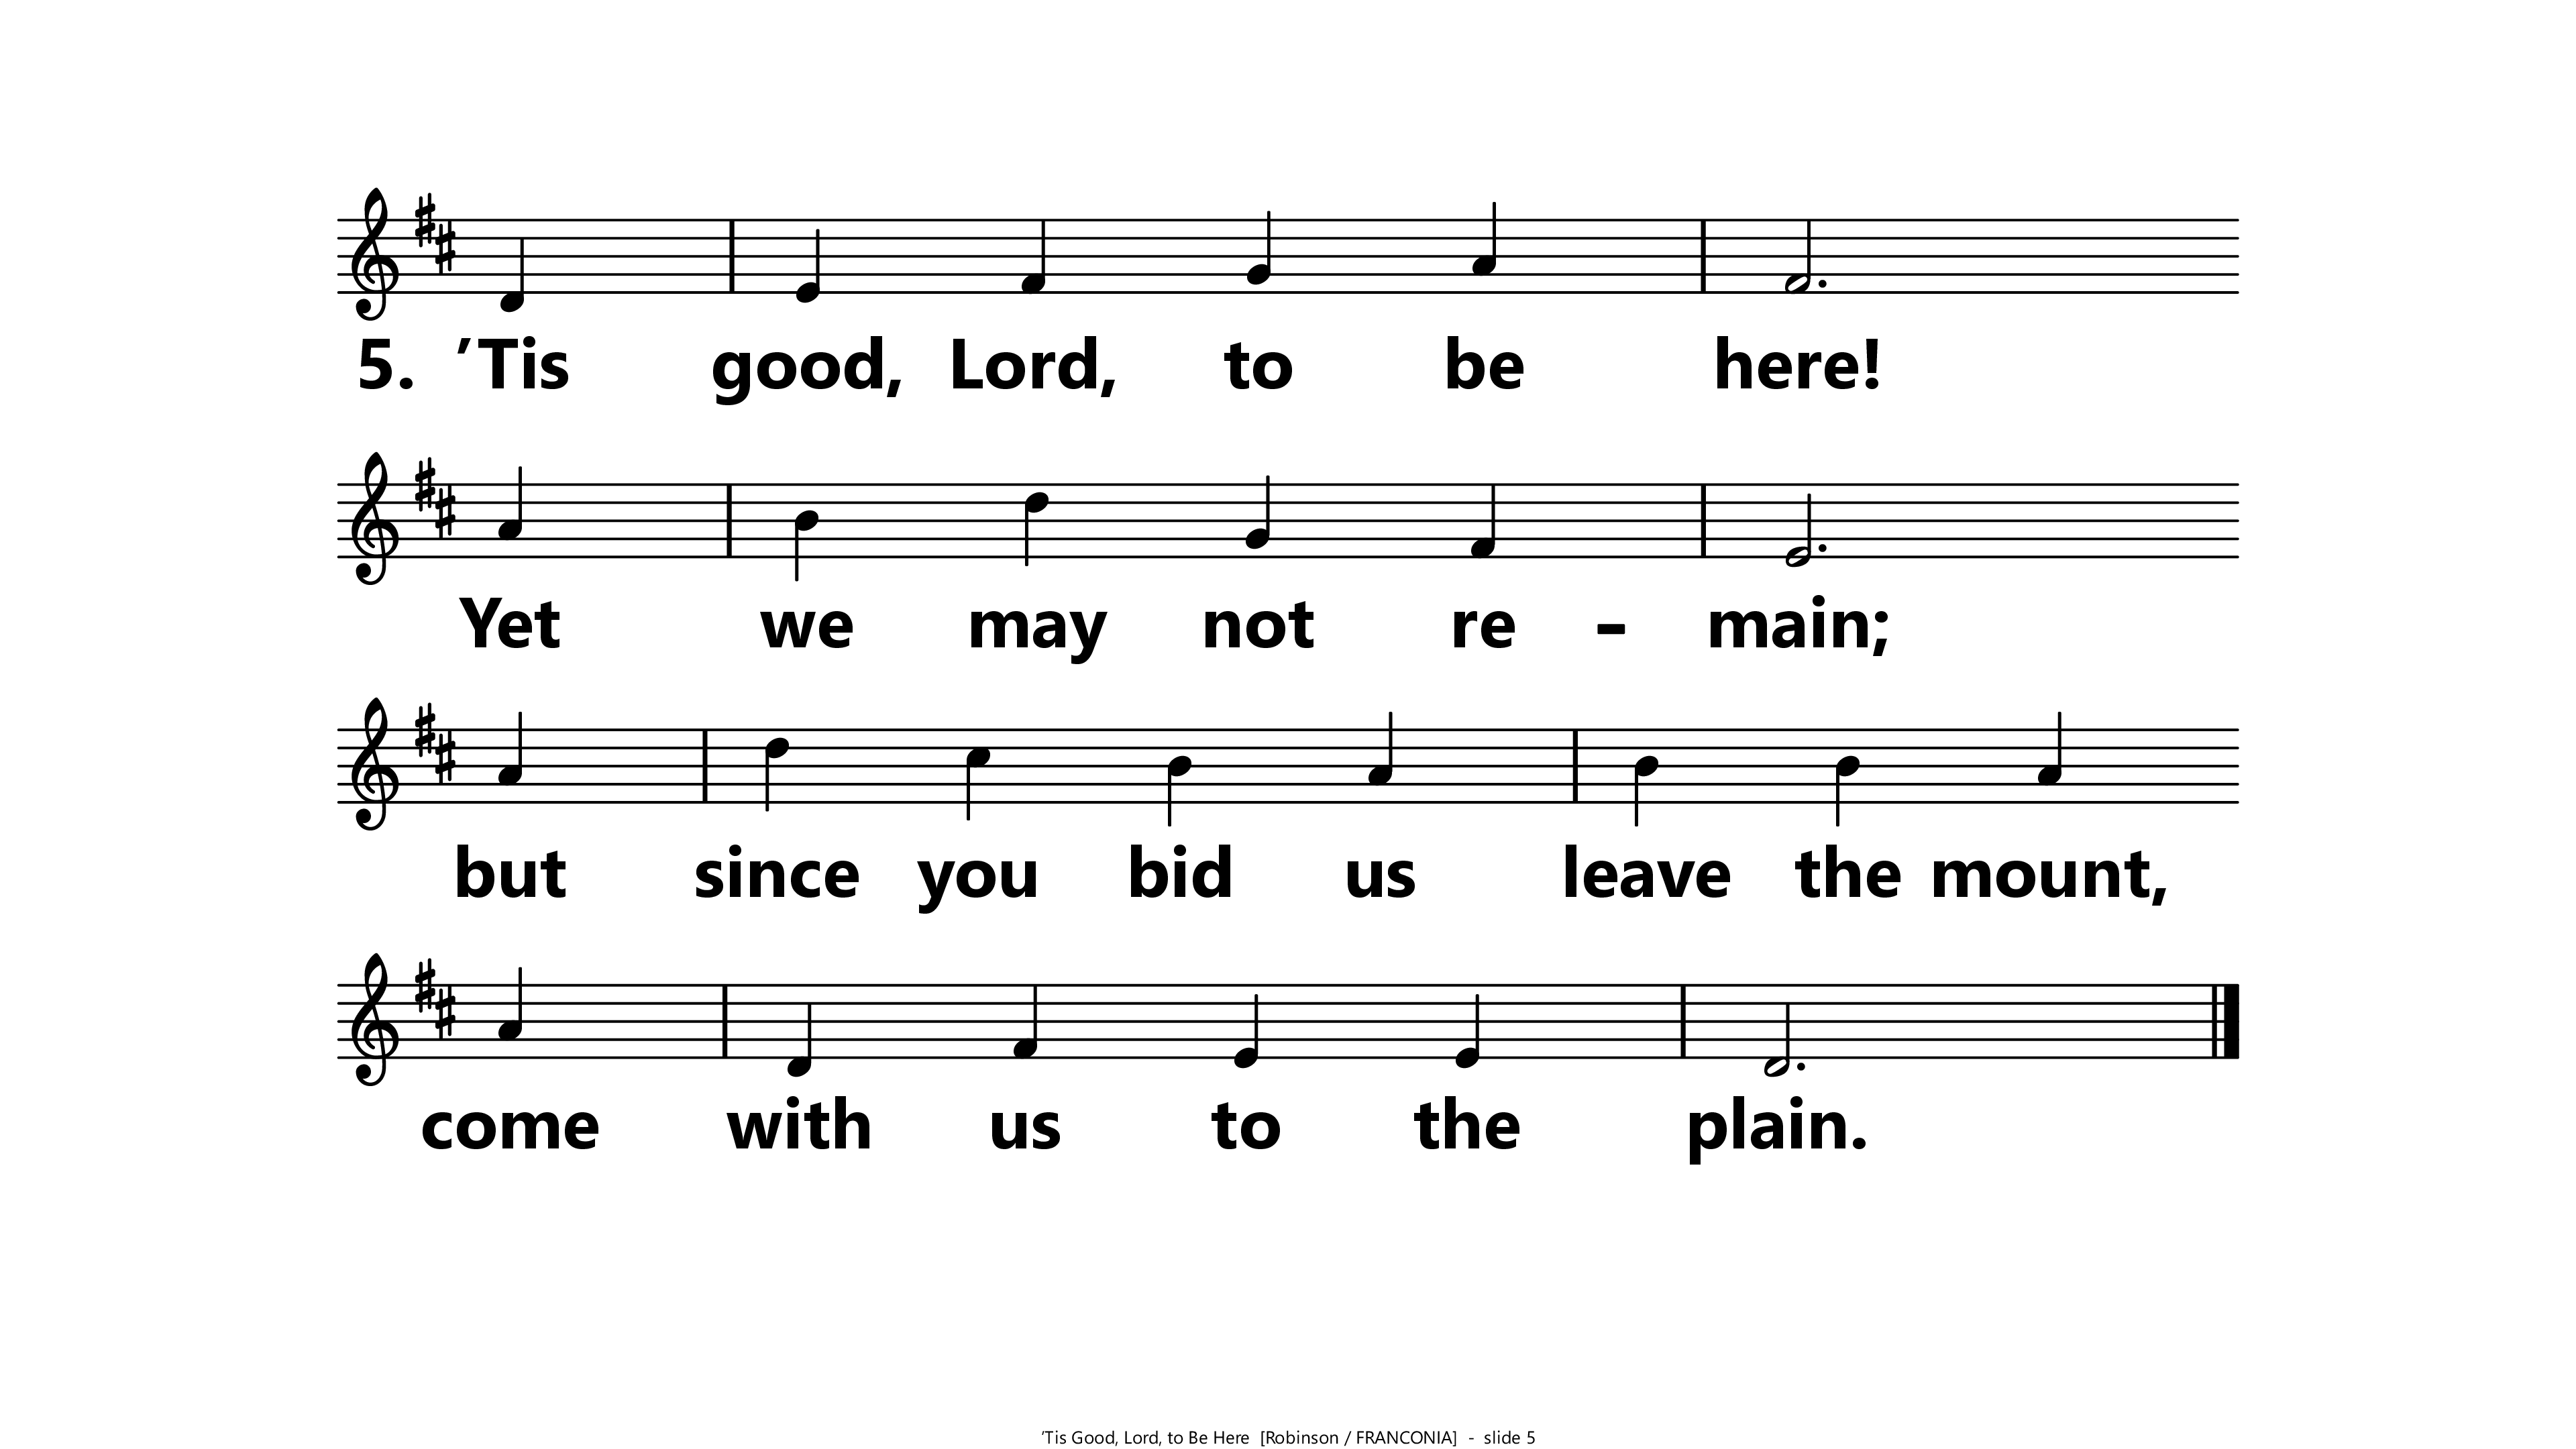 5. ’Tis good, Lord, to be here!
Yet we may not re - main;
but since you bid us leave the mount,
come with us to the plain.
’Tis Good, Lord, to Be Here [Robinson / FRANCONIA] - slide 5